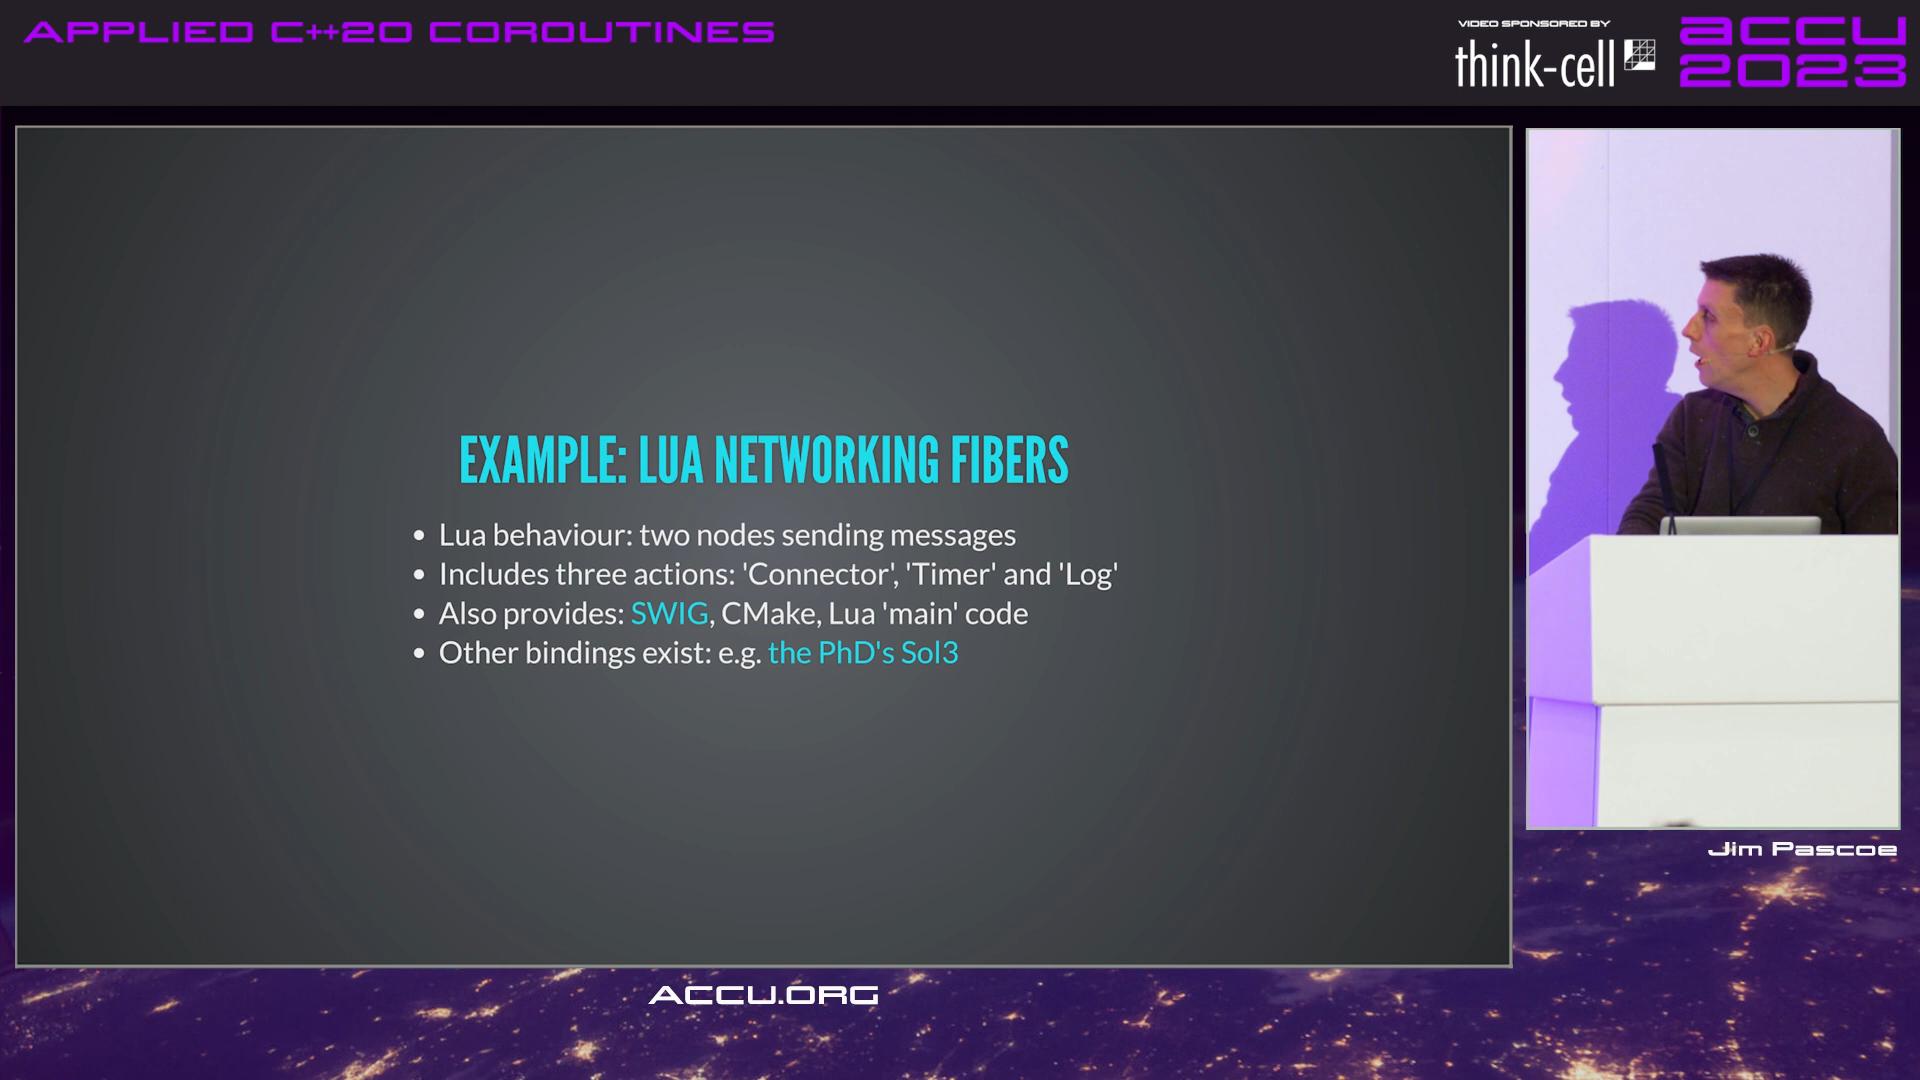 APPLIED C++20 COROUTINES
VIDEO SPONSORED BY
think-cell
accu
2023
EXAMPLE: LUA NETWORKING FIBERS
• Lua behaviour: two nodes sending messages
• Includes three actions: 'Connector', 'Timer' and 'Log'
• Also provides: SWIG, CMake, Lua 'main' code
• Other bindings exist: e.g. the PhD's Sol3
Jim Pascoe
ACCU.ORG